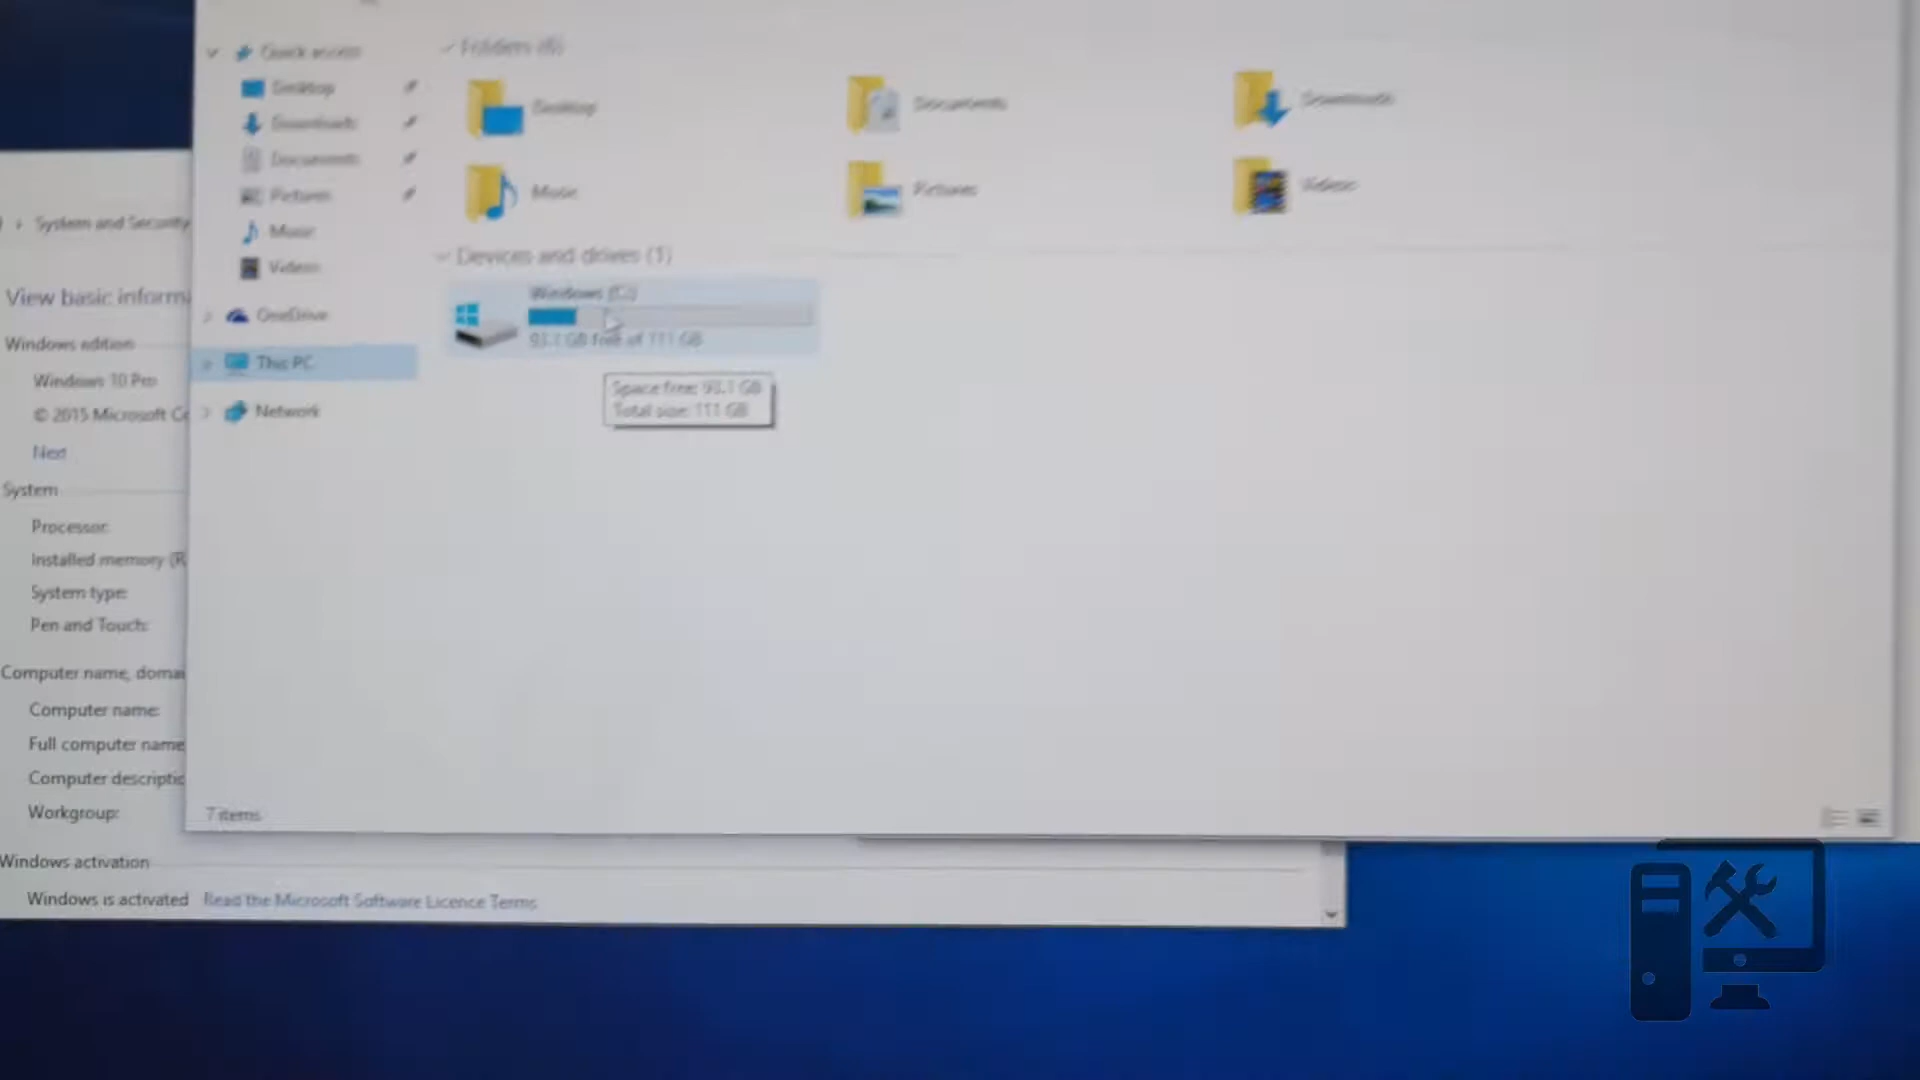 Quick access
Desktop
Downloads
Documents
Pictures
Music
Videos
OneDrive
This PC
Network
7 items
Folders (6)
Desktop
Documents
Downloads
Music
Pictures
Videos
Devices and drives (1)
Windows (C:)
93.1 GB free of 111 GB
Space free: 93.1 GB
Total size: 111 GB
System and Security
View basic informa
Windows edition
Windows 10 Pro
© 2015 Microsoft Co
System
Processor:
Installed memory (R
System type:
Pen and Touch:
Computer name, domai
Computer name:
Full computer name
Computer descriptio
Workgroup:
Windows activation
Windows is activated Read the Microsoft Software Licence Terms